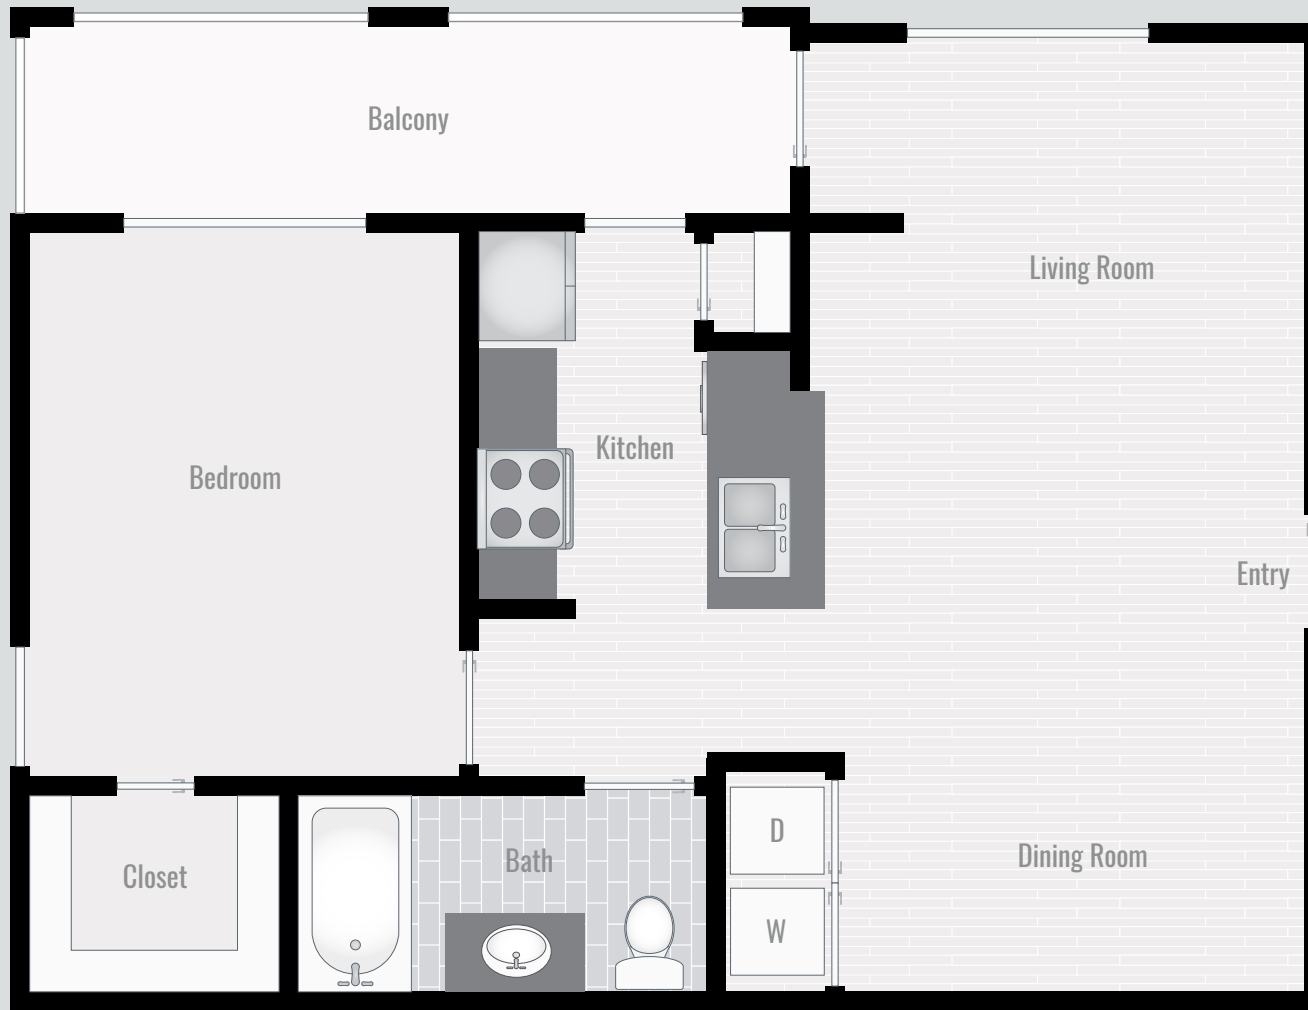 Balcony
Living Room
Kitchen
Bedroom
Entry
D
Dining Room
Bath
Closet
W